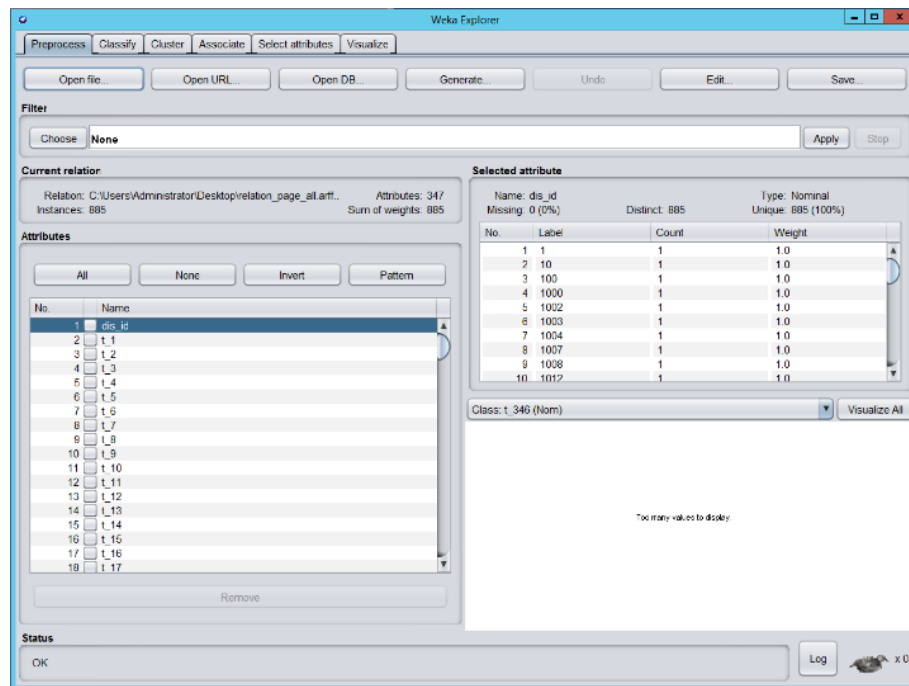 Weka Explorer
Preprocess Classify Cluster Associate Select attributes Visualize
Open file... Open URL... Open DB... Generate... Undo Edit... Save...
Filter
Choose None Apply Stop
Current relation
Relation: C:\Users\Administrator\Desktop\relation_page_all.arff.. Attributes: 347
Instances: 885 Sum of weights: 885
Attributes
All None Invert Pattern
No. Name
1 dis_id
2 t_1
3 t_2
4 t_3
5 t_4
6 t_5
7 t_6
8 t_7
9 t_8
10 t_9
11 t_10
12 t_11
13 t_12
14 t_13
15 t_14
16 t_15
17 t_16
18 t_17
Remove
Selected attribute
Name: dis_id Type: Nominal
Missing: 0 (0%) Distinct: 885 Unique: 885 (100%)
No. Label Count Weight
1 1 1 1.0
2 10 1 1.0
3 100 1 1.0
4 1000 1 1.0
5 1002 1 1.0
6 1003 1 1.0
7 1004 1 1.0
8 1007 1 1.0
9 1008 1 1.0
10 1012 1 1.0
Class: t_346 (Nom) Visualize All
Too many values to display.
Status
OK Log x 0